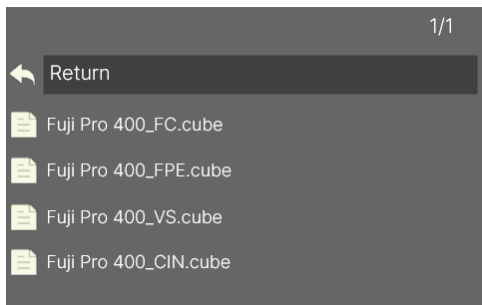 1/1
Return
Fuji Pro 400_FC.cube
Fuji Pro 400_FPE.cube
Fuji Pro 400_VS.cube
Fuji Pro 400_CIN.cube